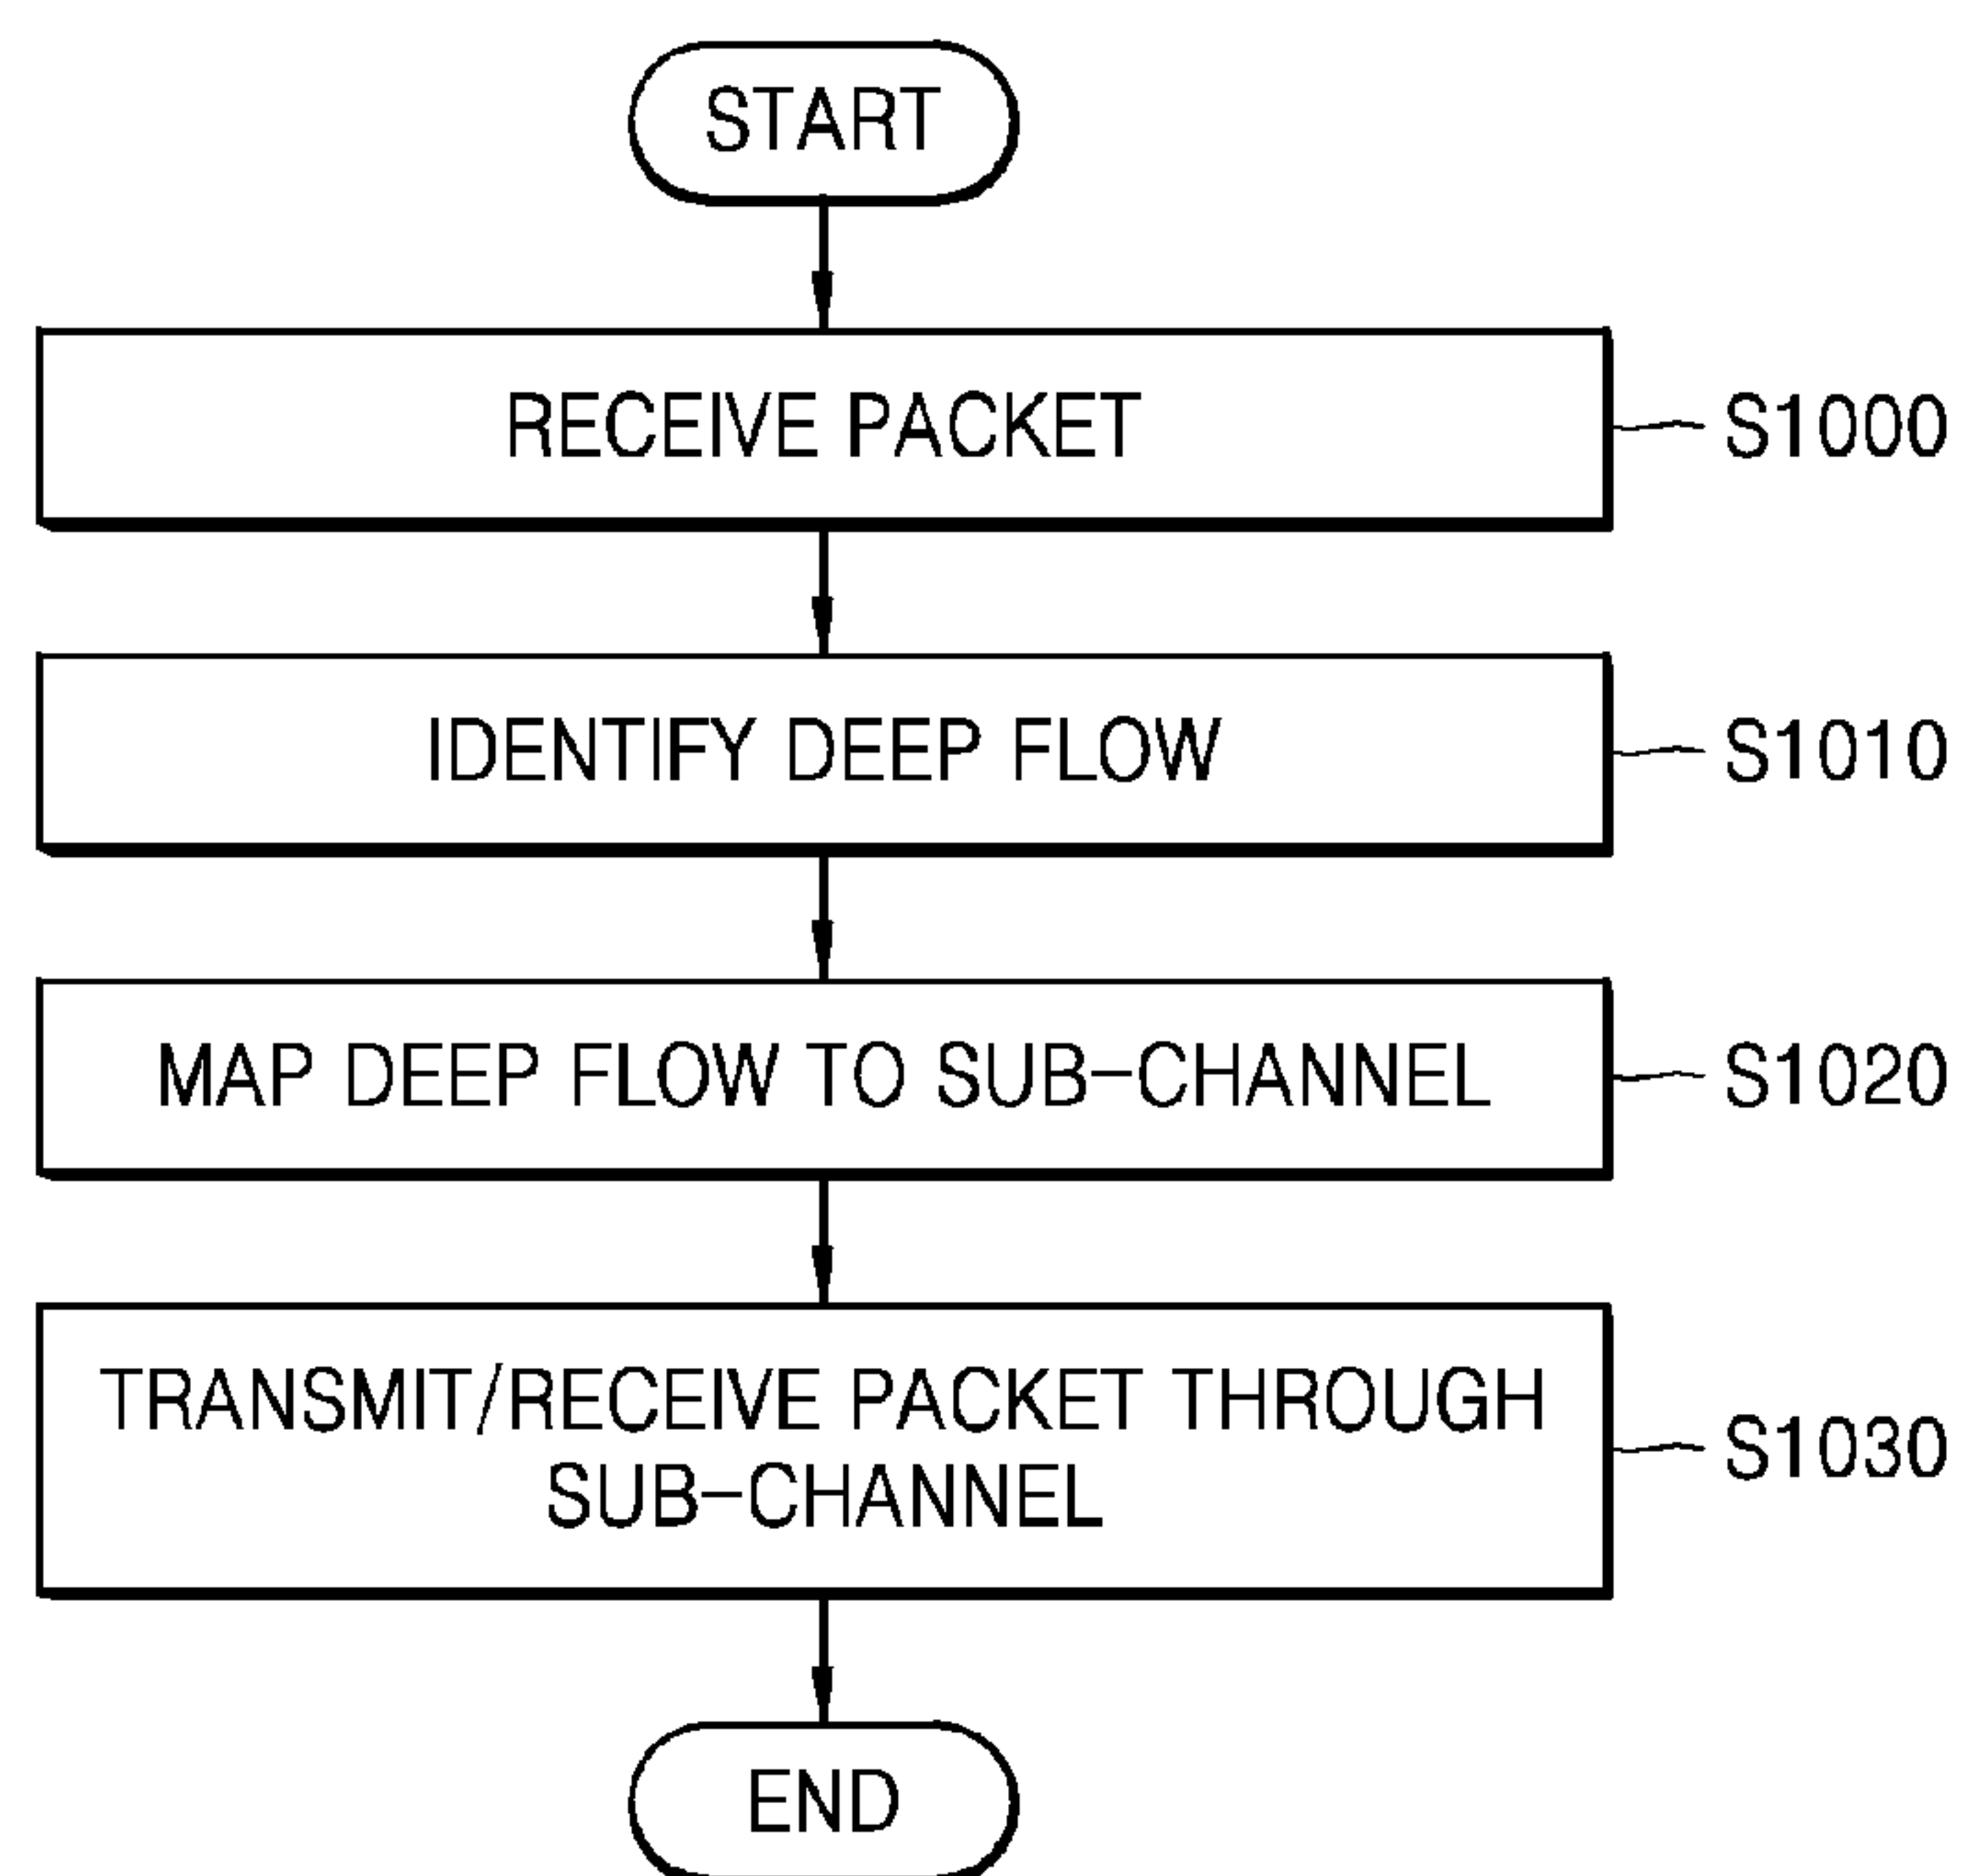 START
RECEIVE PACKET
S1000
IDENTIFY DEEP FLOW
S1010
MAP DEEP FLOW TO SUB-CHANNEL
S1020
TRANSMIT/RECEIVE PACKET THROUGH
SUB-CHANNEL
S1030
END